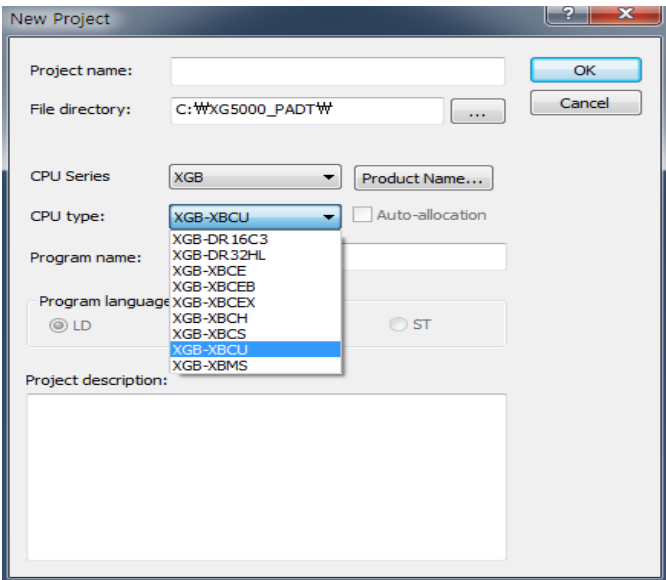 New Project
Project name:
OK
File directory:
C:₩XG5000_PADT₩
...
Cancel
CPU Series
XGB
Product Name...
CPU type:
XGB-XBCU
Auto-allocation
XGB-DR16C3
XGB-DR32HL
XGB-XBCE
XGB-XBCEB
XGB-XBCEX
XGB-XBCH
XGB-XBCS
XGB-XBCU
XGB-XBMS
Program name:
Program language
LD
ST
Project description: